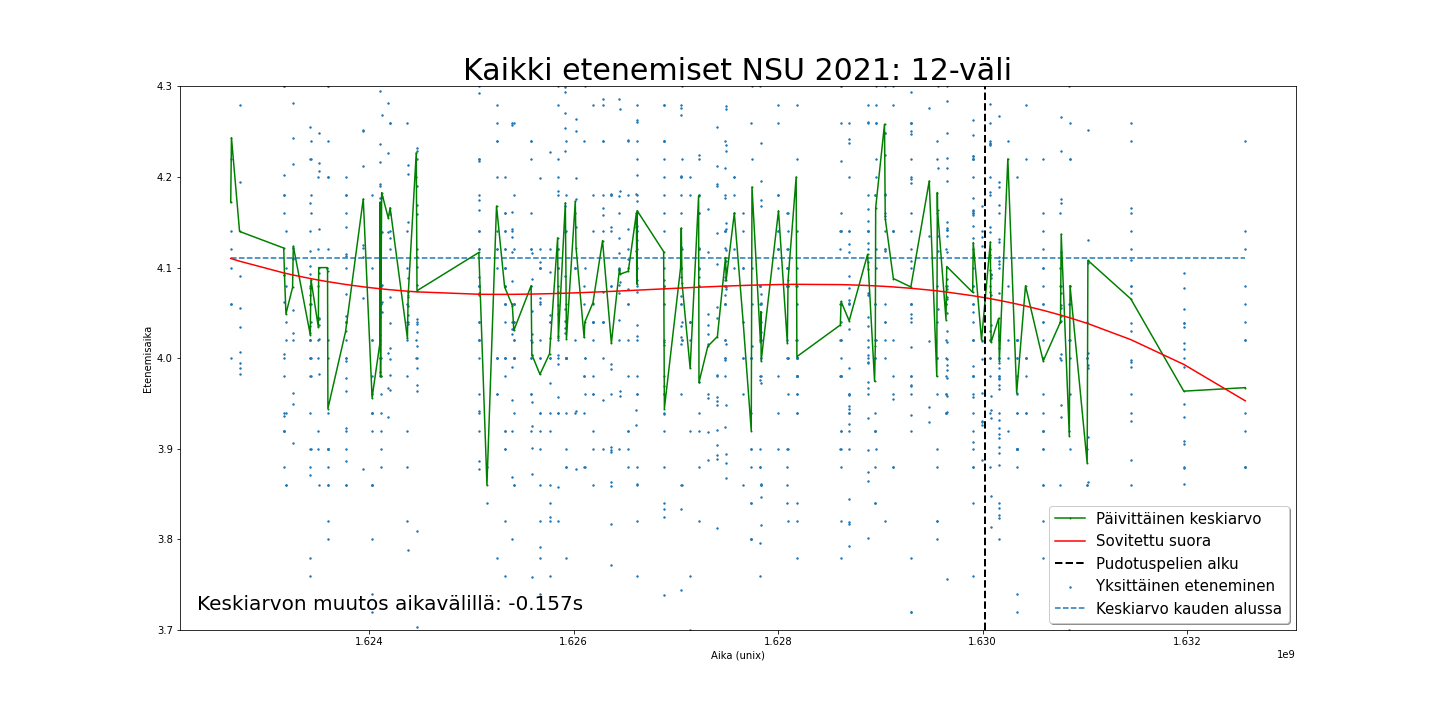 Kaikki etenemiset NSU 2021: 12-väli
4.3
4.2
4.1
4.0
3.9
3.8
3.7
Etenemisaika
Päivittäinen keskiarvo
Sovitettu suora
Pudotuspelien alku
Yksittäinen eteneminen
Keskiarvo kauden alussa
Keskiarvon muutos aikavälillä: -0.157s
1.624
1.626
1.628
1.630
1.632
Aika (unix)
1e9